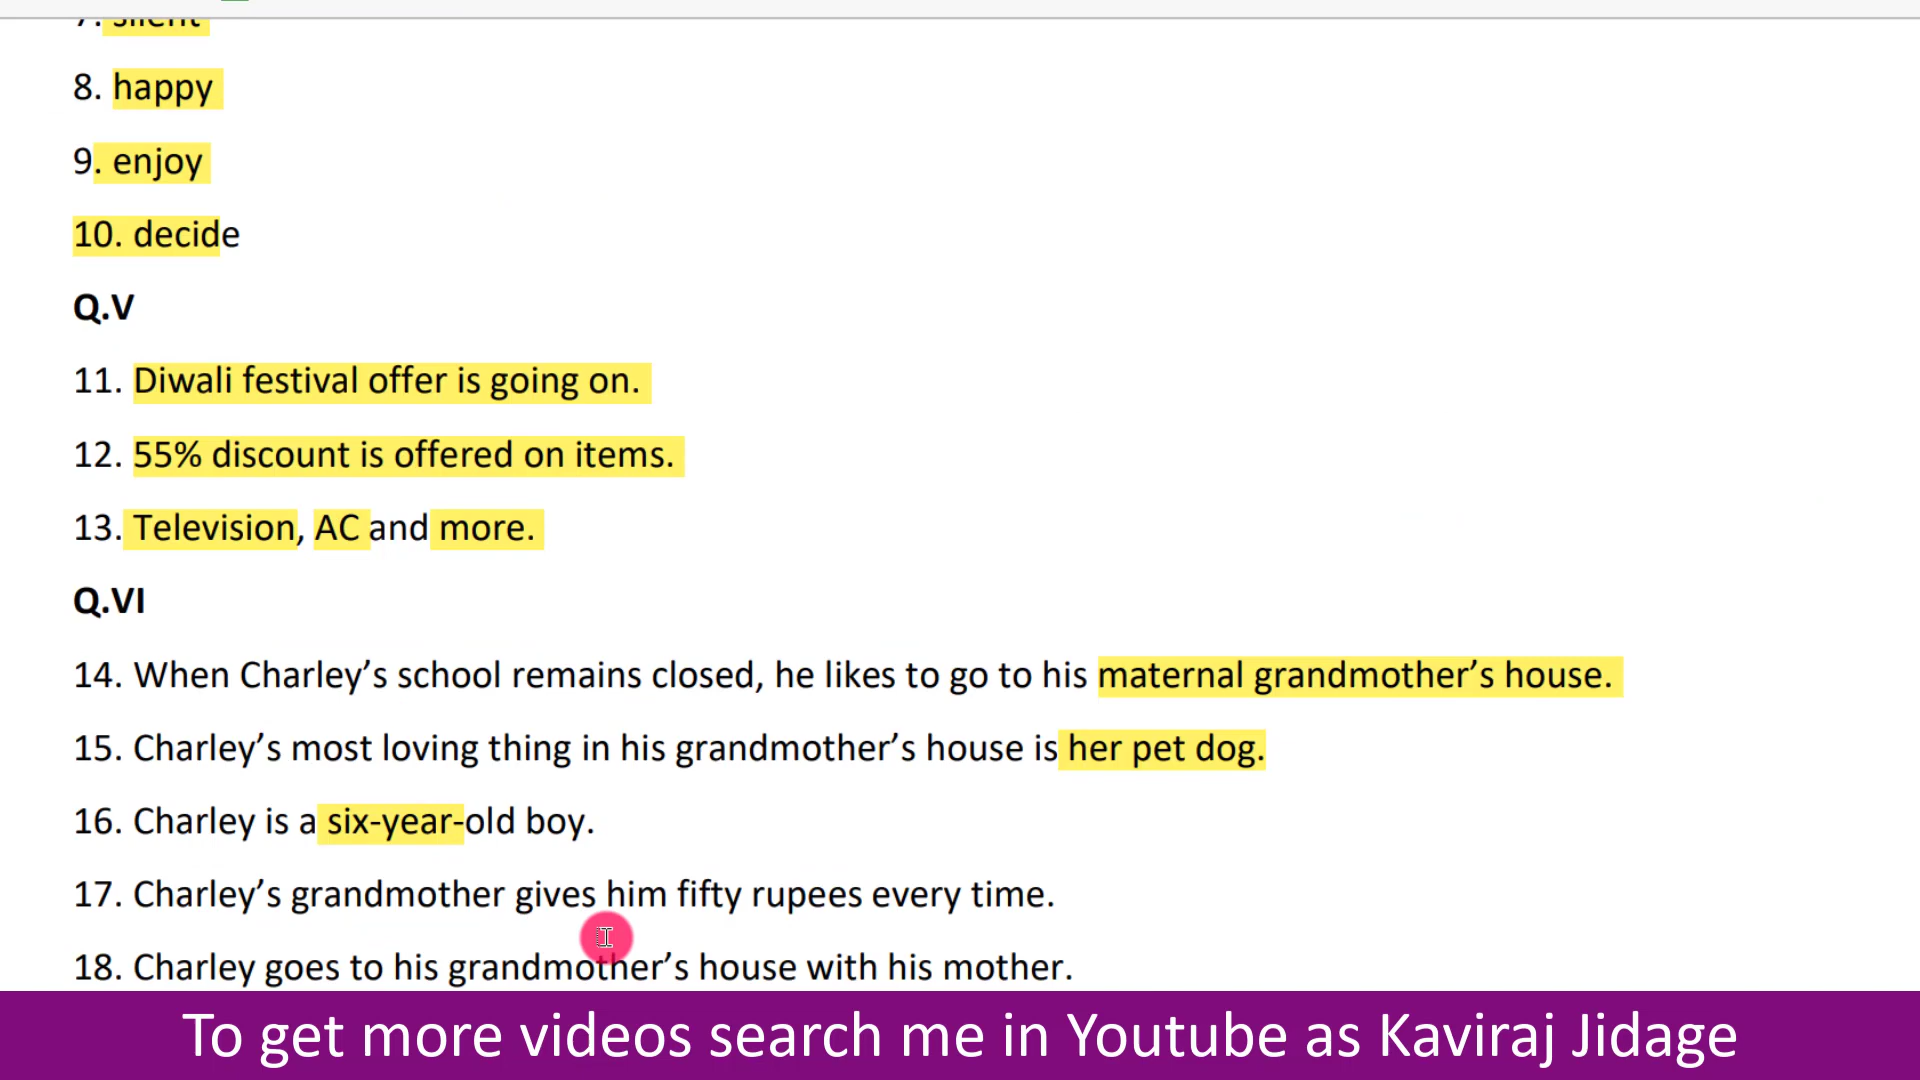 7. silent
8. happy
9. enjoy
10. decide
Q.V
11. Diwali festival offer is going on.
12. 55% discount is offered on items.
13. Television, AC and more.
Q.VI
14. When Charley’s school remains closed, he likes to go to his maternal grandmother’s house.
15. Charley’s most loving thing in his grandmother’s house is her pet dog.
16. Charley is a six-year-old boy.
17. Charley’s grandmother gives him fifty rupees every time.
18. Charley goes to his grandmother’s house with his mother.
To get more videos search me in Youtube as Kaviraj Jidage